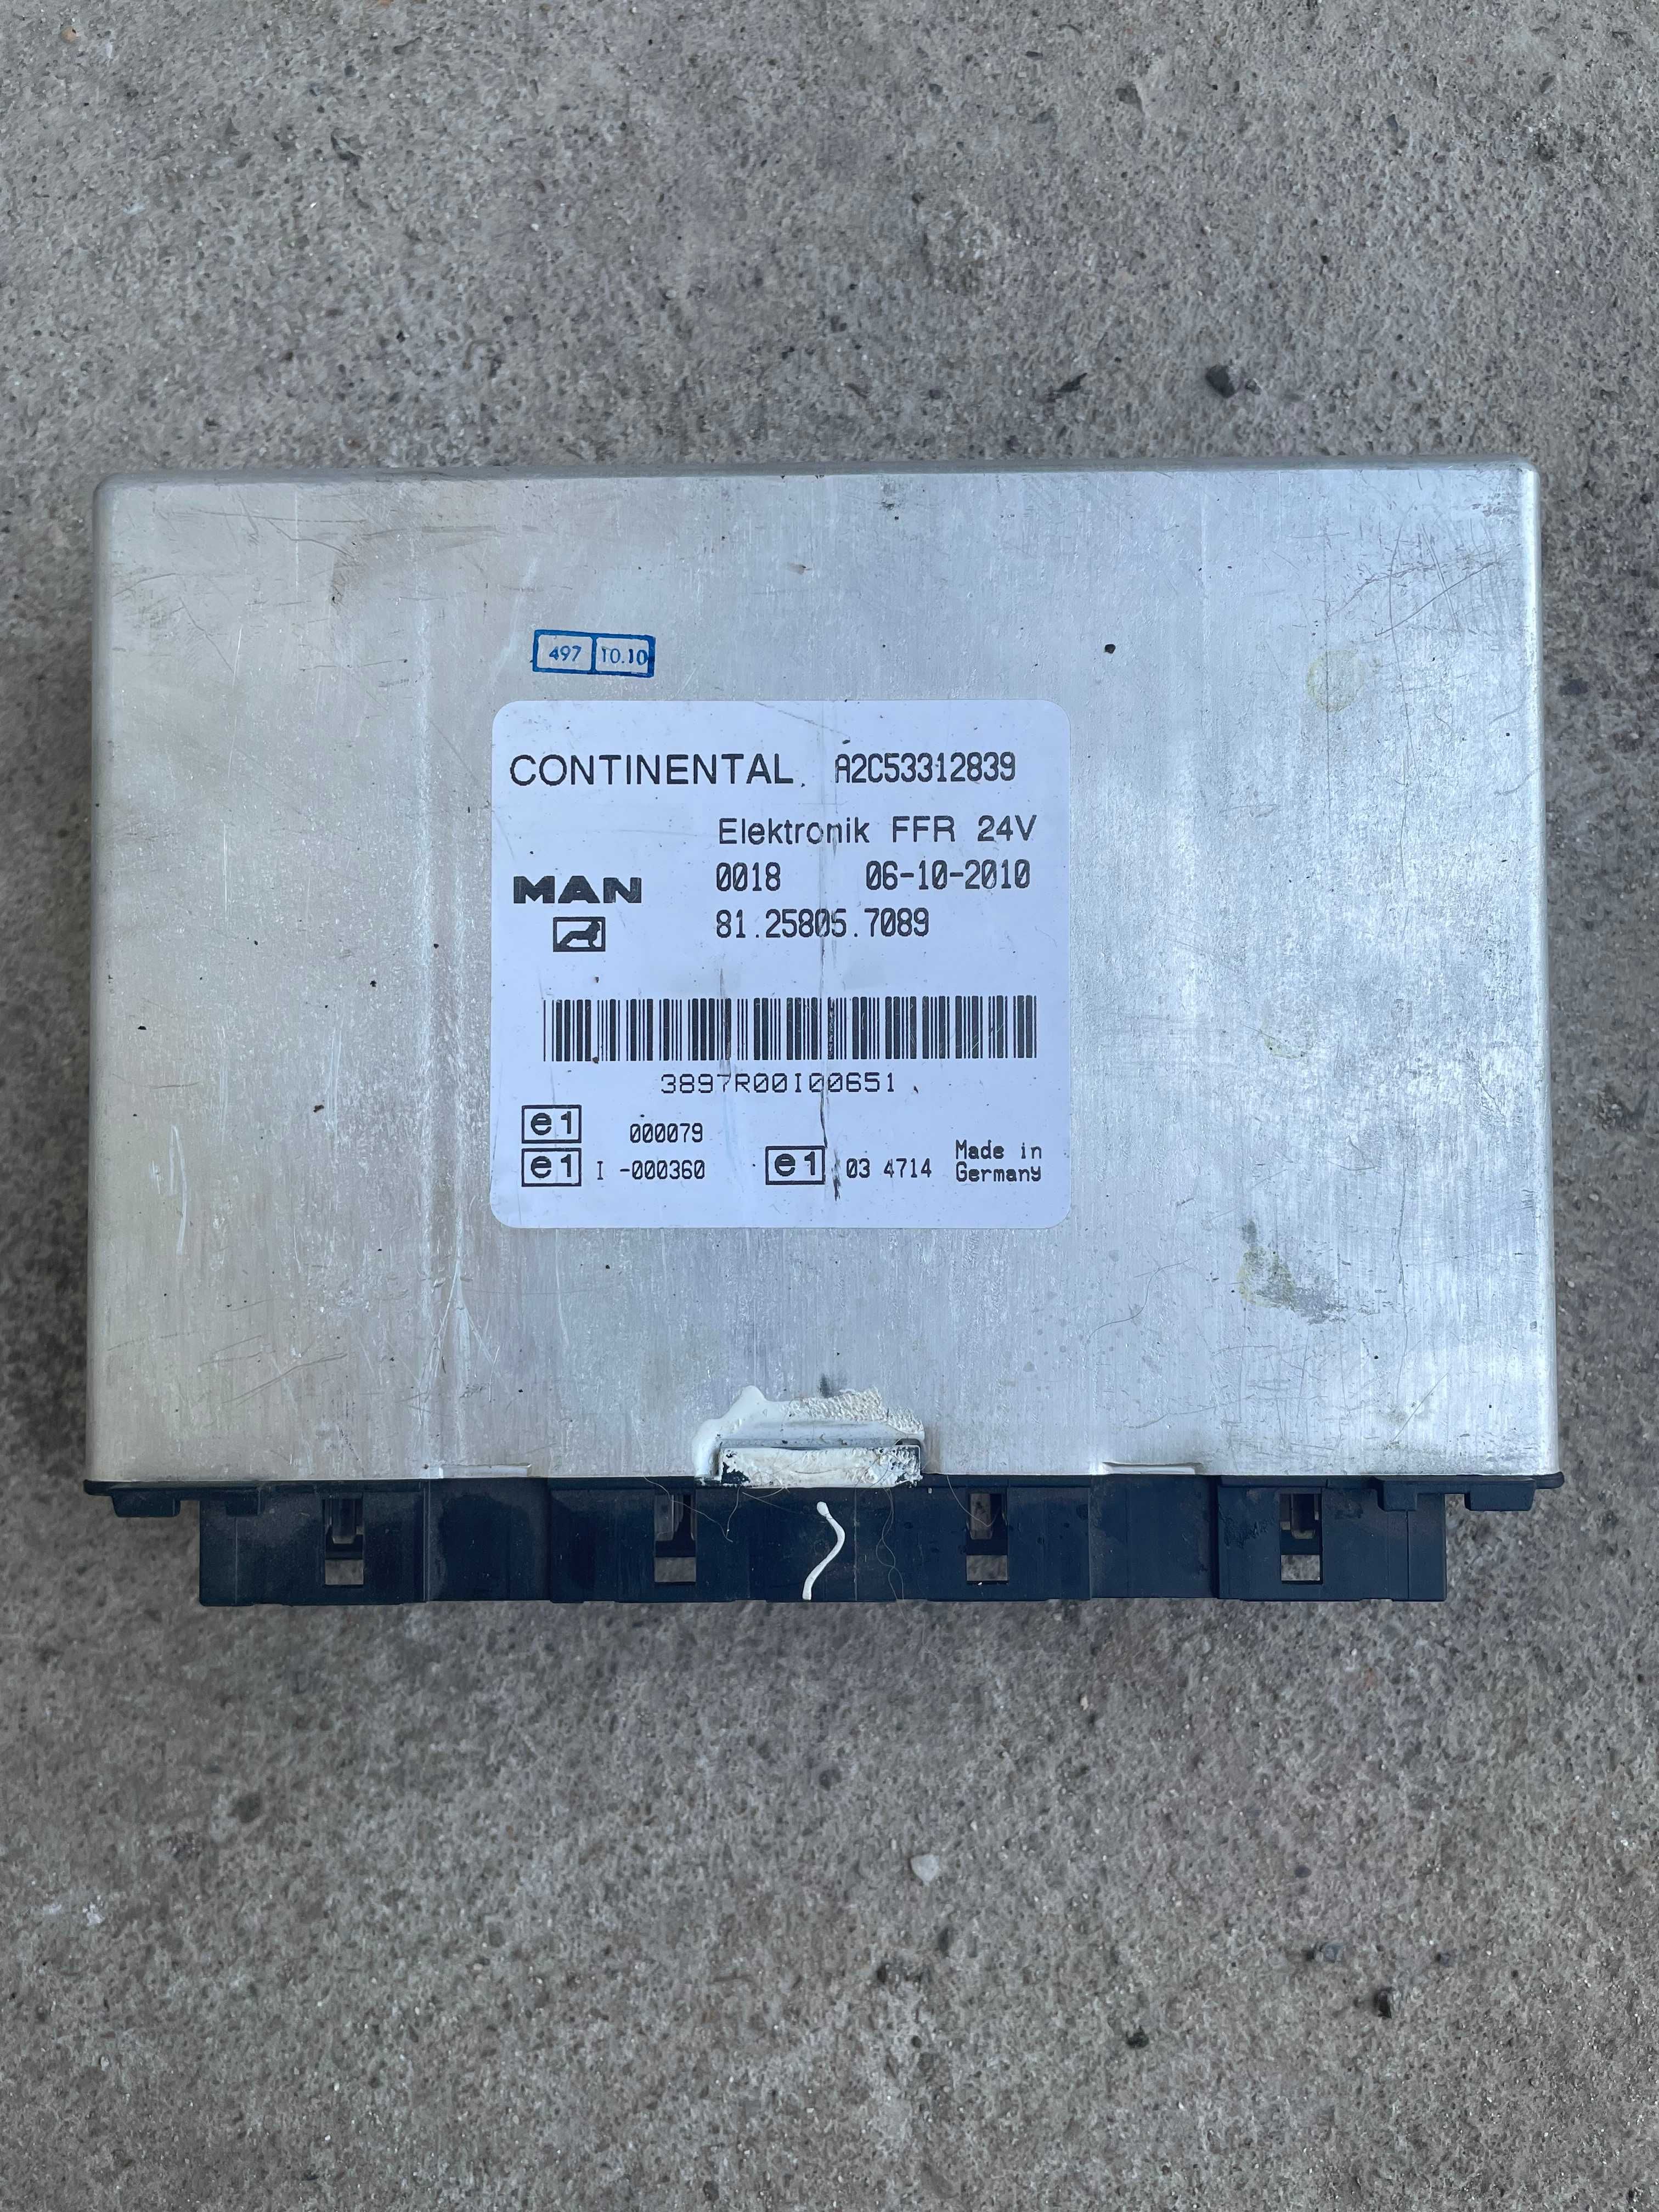 497 10.10
CONTINENTAL A2C53312839
Elektronik FFR 24V
MAN
0018 06-10-2010
81.25805.7089
3897R00I00651
e1 000079
e1 I -000360
e1 03 4714
Made in
Germany